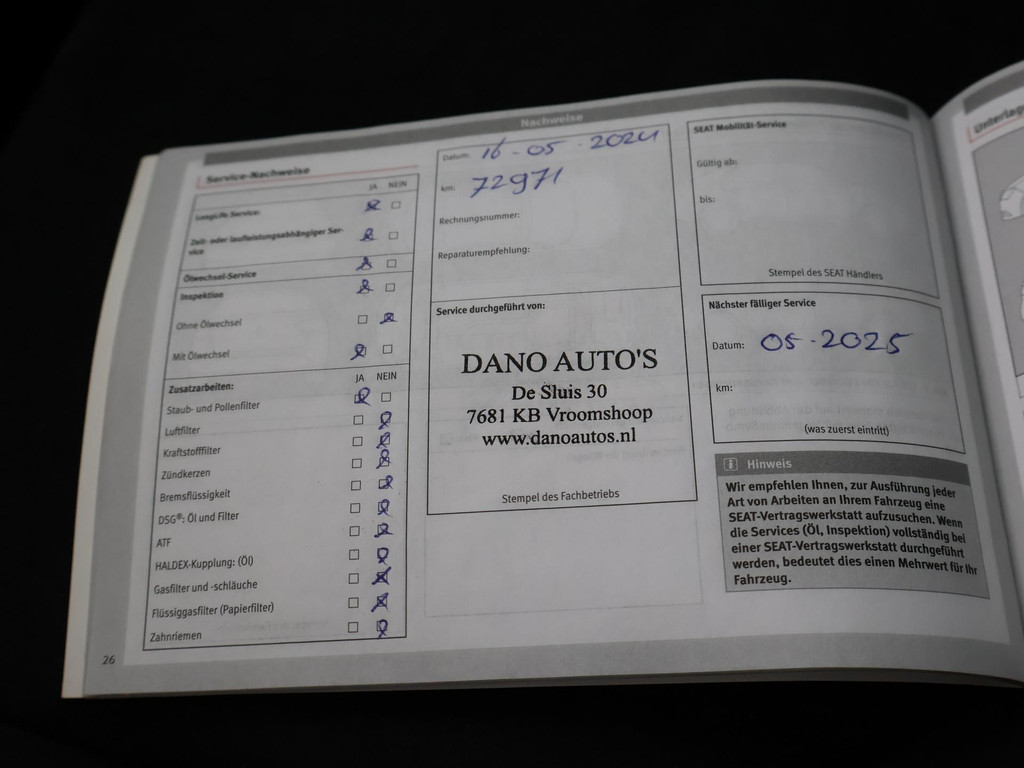 Nachweise
Service-Nachweise
JA NEIN
LongLife Service:
Zeit- oder laufleistungsabhängiger Ser-
vice
Ölwechsel-Service
Inspektion
Ohne Ölwechsel
Mit Ölwechsel
Zusatzarbeiten: JA NEIN
Staub- und Pollenfilter
Luftfilter
Kraftstofffilter
Zündkerzen
Bremsflüssigkeit
DSG®: Öl und Filter
ATF
HALDEX-Kupplung: (Öl)
Gasfilter und -schläuche
Flüssiggasfilter (Papierfilter)
Zahnriemen
26
Datum: 16-05-2024
km: 72971
Rechnungsnummer:
Reparaturempfehlung:
Service durchgeführt von:
DANO AUTO'S
De Sluis 30
7681 KB Vroomshoop
www.danoautos.nl
Stempel des Fachbetriebs
SEAT Mobilität-Service
Gültig ab:
bis:
Stempel des SEAT Händlers
Nächster fälliger Service
Datum: 05-2025
km:
(was zuerst eintritt)
i Hinweis
Wir empfehlen Ihnen, zur Ausführung jeder
Art von Arbeiten an Ihrem Fahrzeug eine
SEAT-Vertragswerkstatt aufzusuchen. Wenn
die Services (Öl, Inspektion) vollständig bei
einer SEAT-Vertragswerkstatt durchgeführt
werden, bedeutet dies einen Mehrwert für Ihr
Fahrzeug.